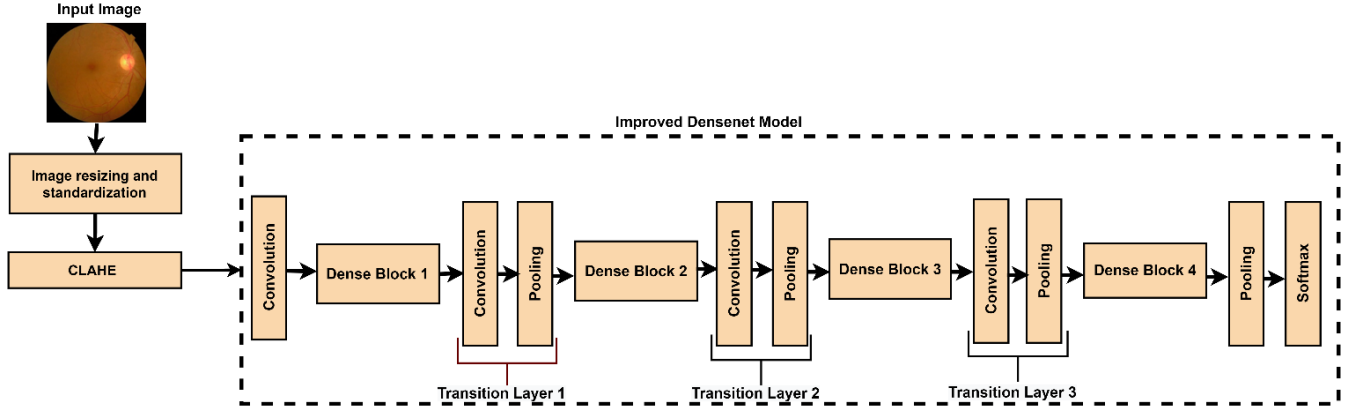 Input Image
Image resizing and
standardization
CLAHE
Improved Densenet Model
Convolution
Dense Block 1
Convolution
Pooling
Transition Layer 1
Dense Block 2
Convolution
Pooling
Transition Layer 2
Dense Block 3
Convolution
Pooling
Transition Layer 3
Dense Block 4
Pooling
Softmax